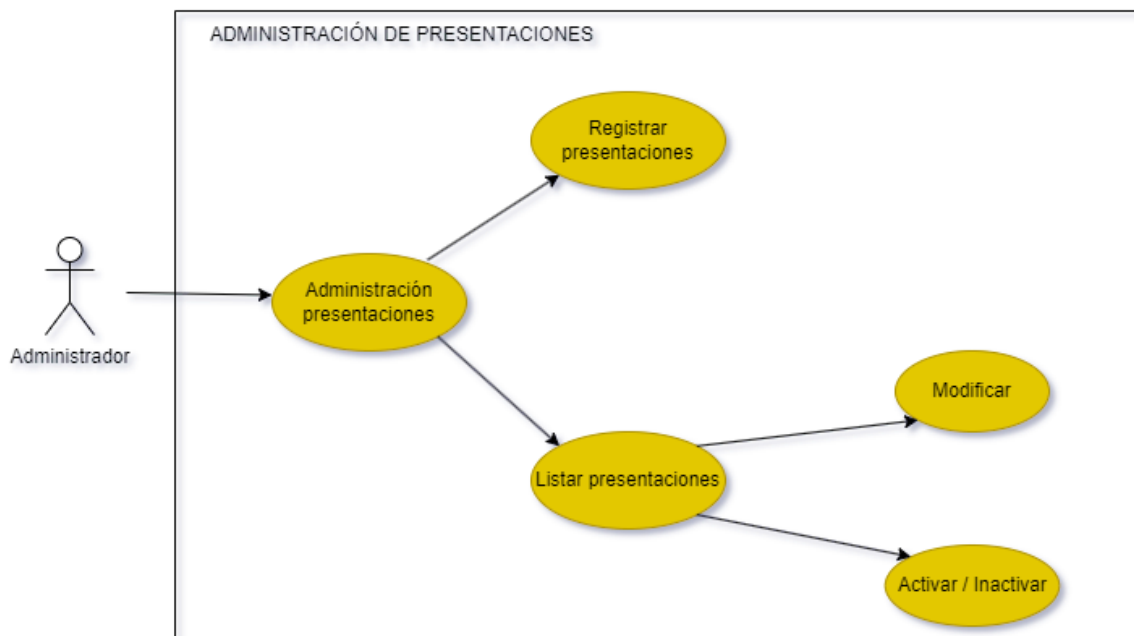 ADMINISTRACIÓN DE PRESENTACIONES
Registrar
presentaciones
Administración
presentaciones
Administrador
Modificar
Listar presentaciones
Activar / Inactivar